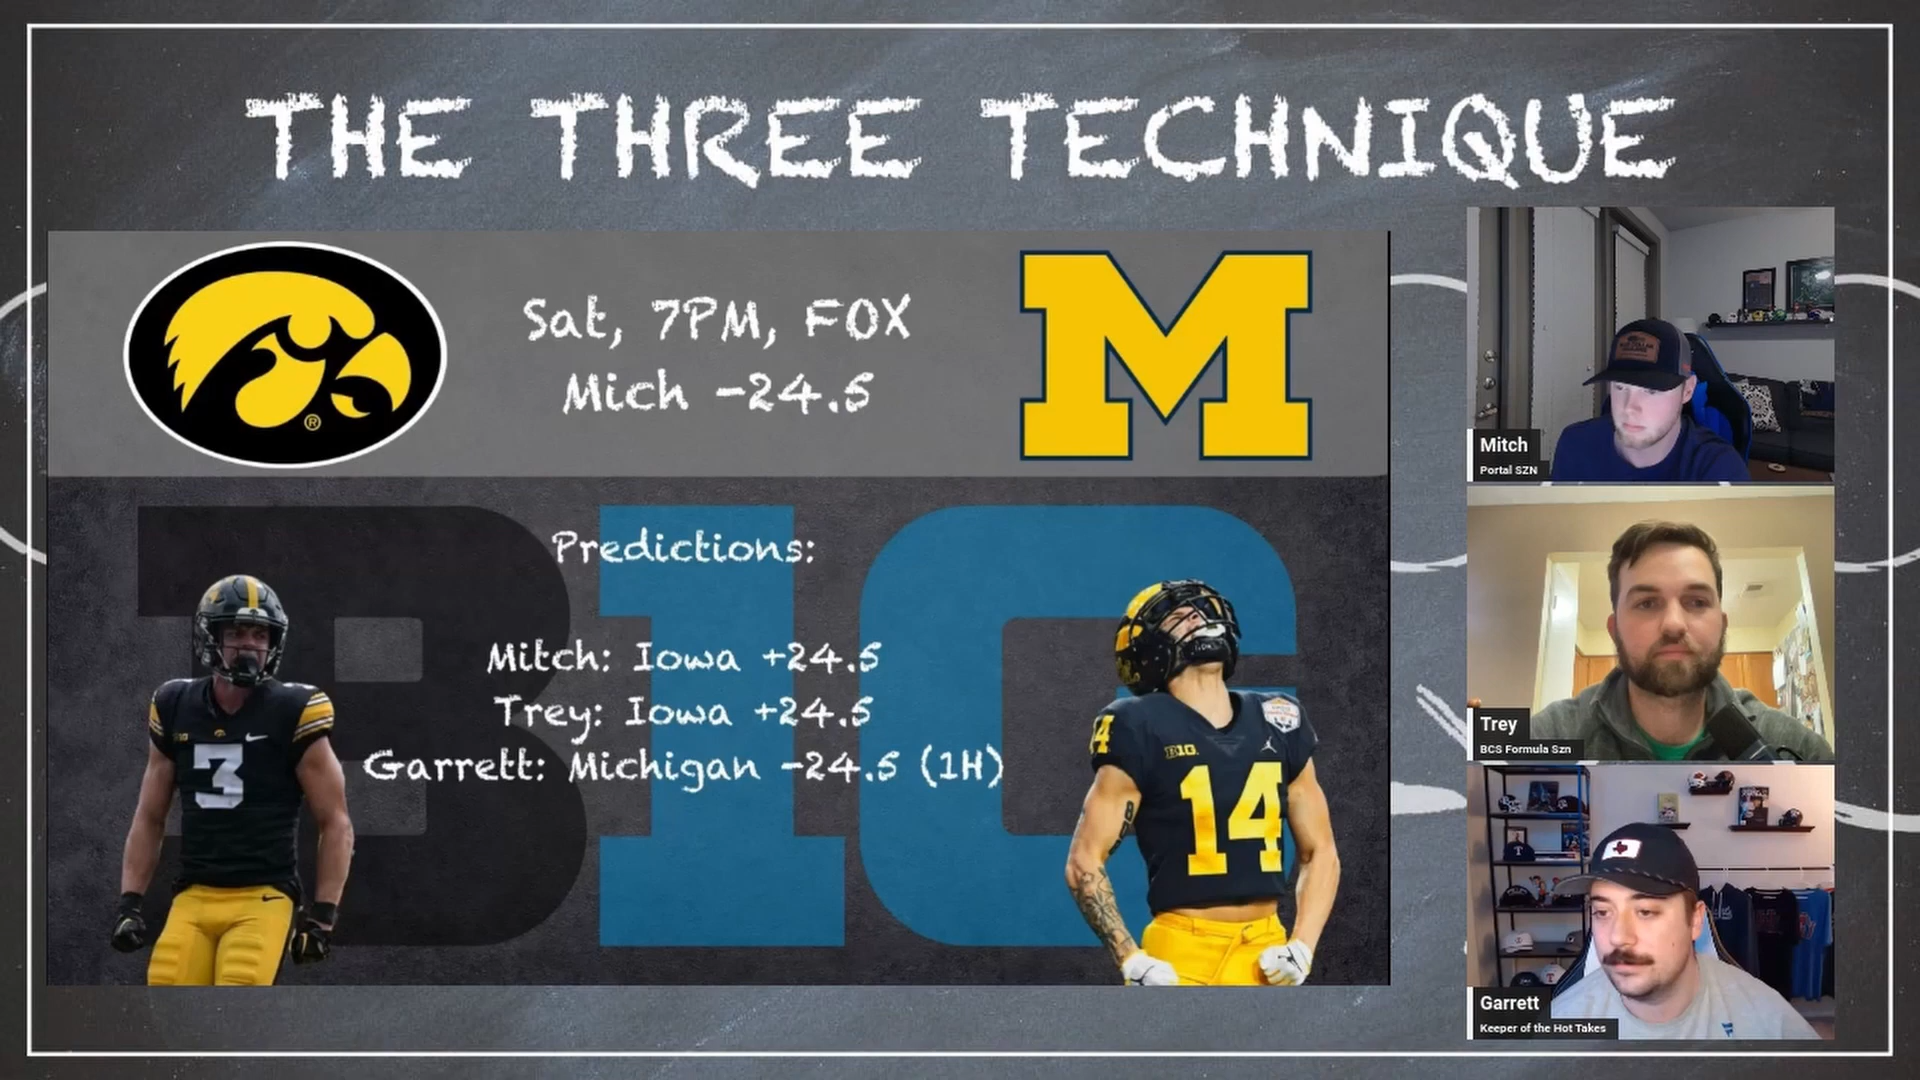 THE THREE TECHNIQUE
Sat, 7PM, FOX
Mich -24.5
M
®
B1G
Predictions:
Mitch: Iowa +24.5
Trey: Iowa +24.5
Garrett: Michigan -24.5 (1H)
3
14
14
B1G
Mitch
Portal SZN
Trey
BCS Formula Szn
Garrett
Keeper of the Hot Takes